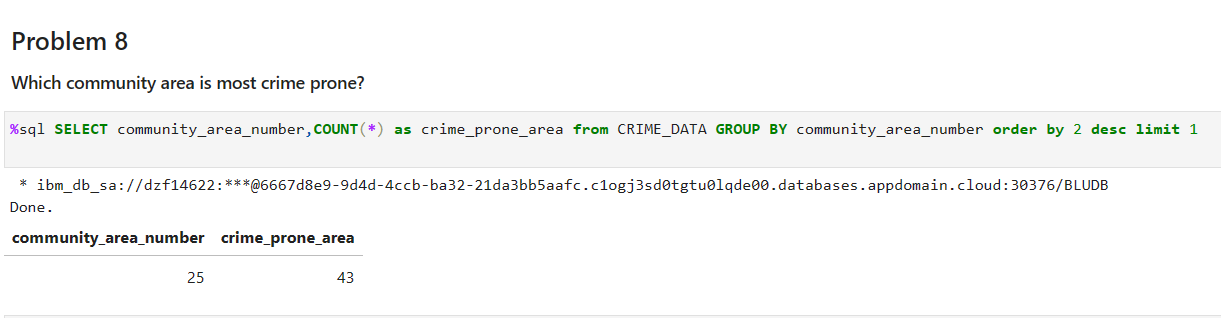 Problem 8
Which community area is most crime prone?
%sql SELECT community_area_number,COUNT(*) as crime_prone_area from CRIME_DATA GROUP BY community_area_number order by 2 desc limit 1
* ibm_db_sa://dzf14622:***@6667d8e9-9d4d-4ccb-ba32-21da3bb5aafc.c1ogj3sd0tgtu0lqde00.databases.appdomain.cloud:30376/BLUDB
Done.
community_area_number crime_prone_area
25 43